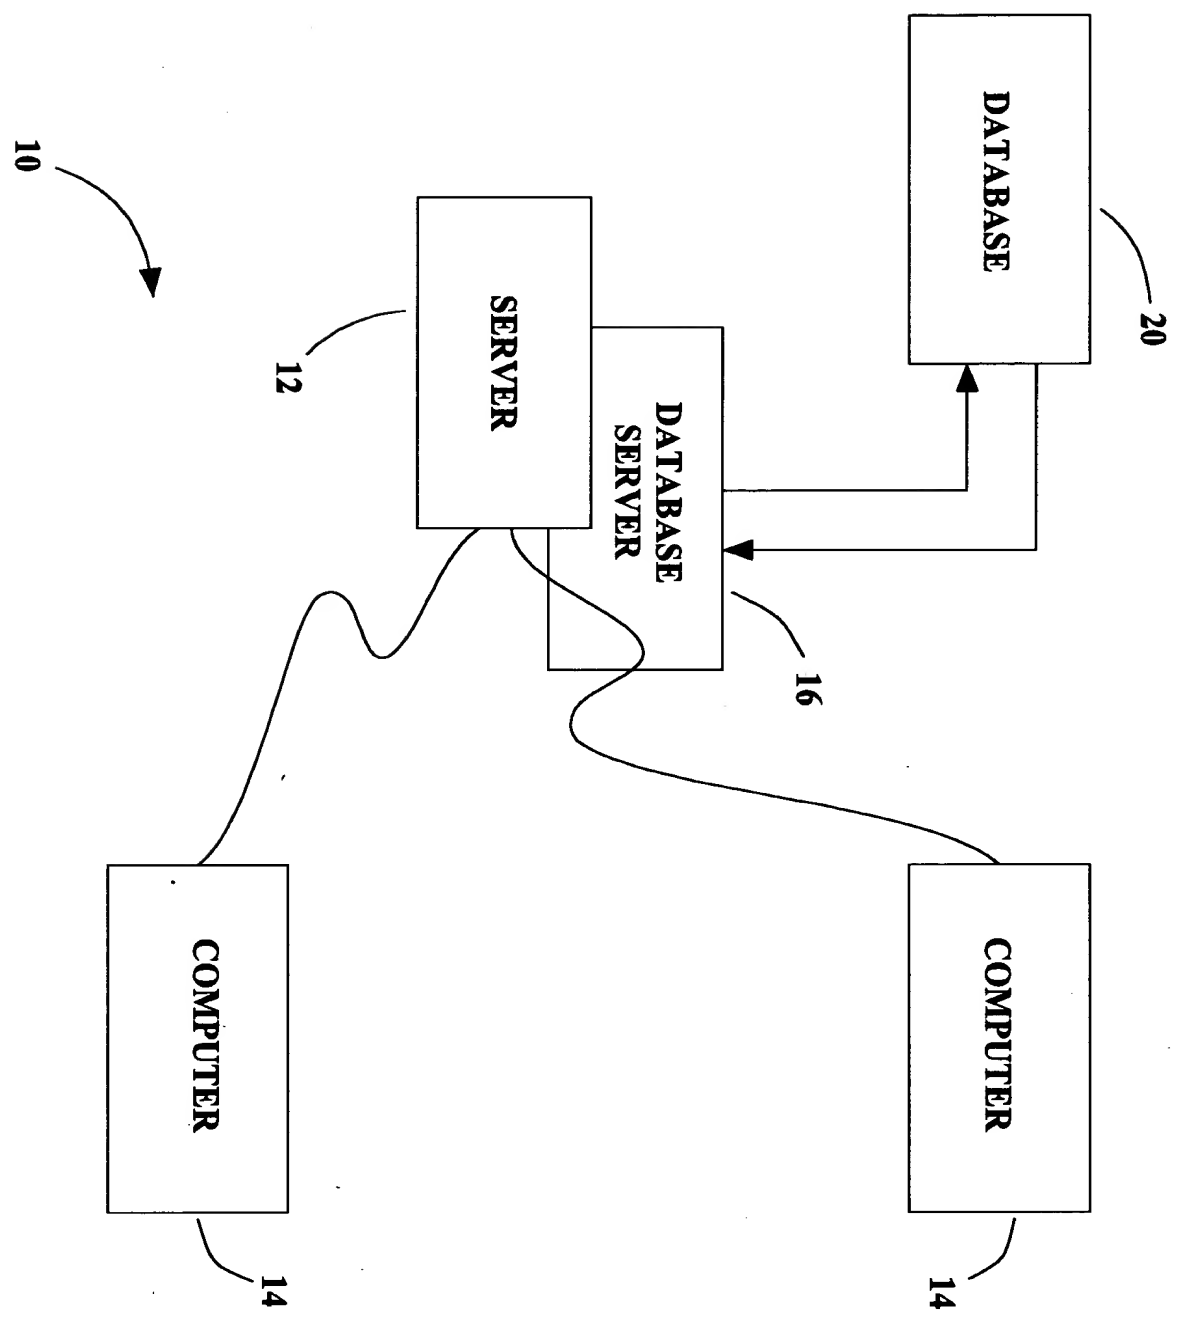 DATABASE
20
DATABASE
SERVER
16
SERVER
12
10
COMPUTER
14
COMPUTER
14